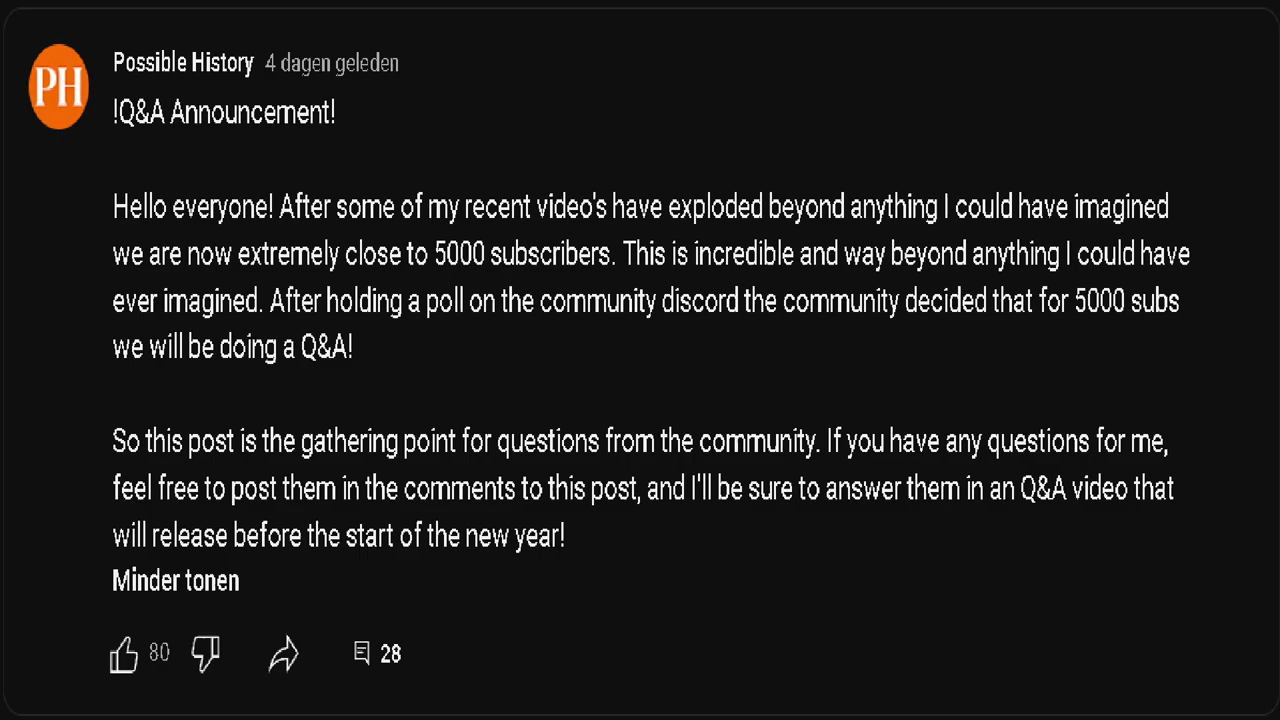 PH
Possible History 4 dagen geleden
!Q&A Announcement!
Hello everyone! After some of my recent video's have exploded beyond anything I could have imagined
we are now extremely close to 5000 subscribers. This is incredible and way beyond anything I could have
ever imagined. After holding a poll on the community discord the community decided that for 5000 subs
we will be doing a Q&A!
So this post is the gathering point for questions from the community. If you have any questions for me,
feel free to post them in the comments to this post, and I'll be sure to answer them in an Q&A video that
will release before the start of the new year!
Minder tonen
80 28